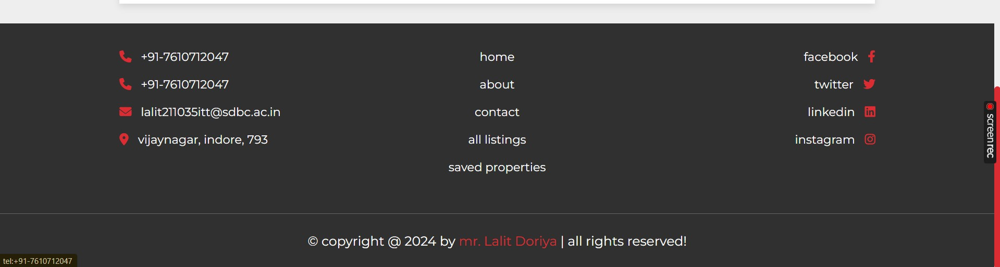 +91-7610712047
+91-7610712047
lalit211035itt@sdbc.ac.in
vijaynagar, indore, 793
home
about
contact
all listings
saved properties
facebook
twitter
linkedin
instagram
screenrec
© copyright @ 2024 by mr. Lalit Doriya | all rights reserved!
tel:+91-7610712047